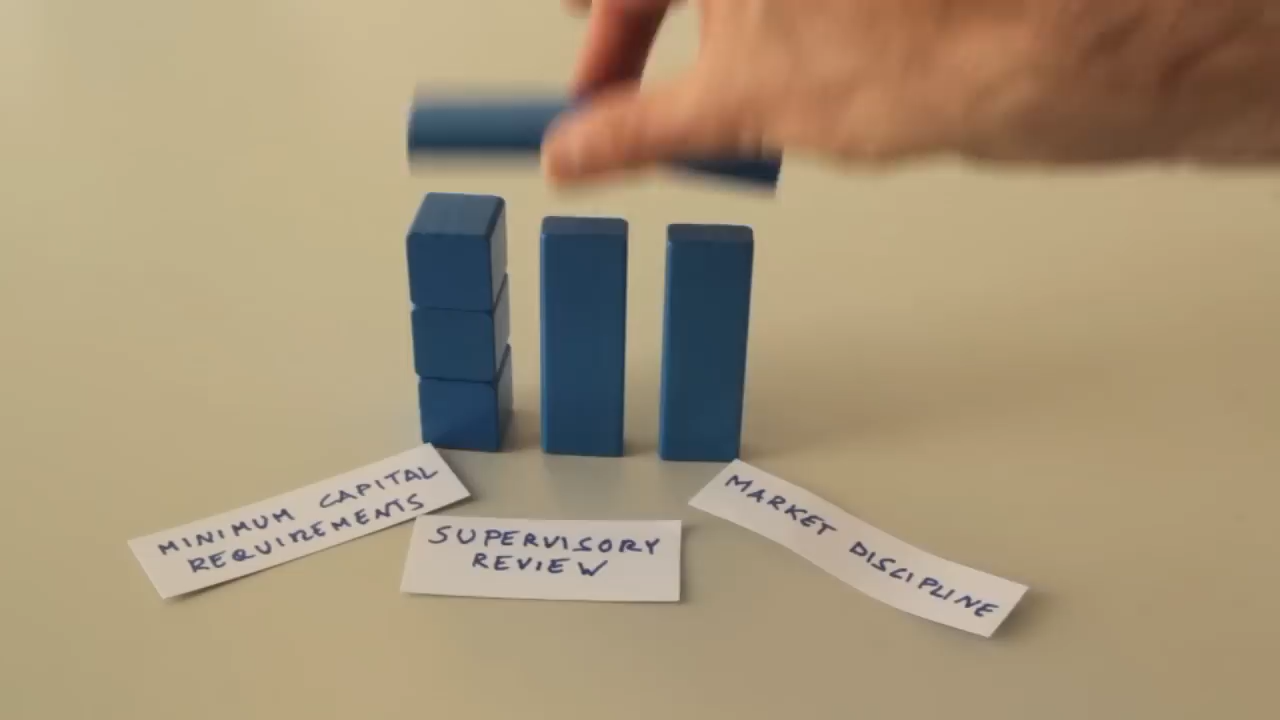 MINIMUM CAPITAL
REQUIREMENTS
SUPERVISORY
REVIEW
MARKET DISCIPLINE